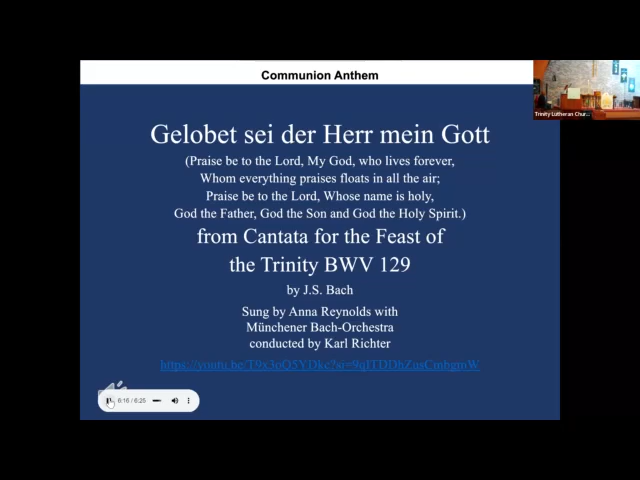 Communion Anthem
Trinity Lutheran Chur...
Gelobet sei der Herr mein Gott
(Praise be to the Lord, My God, who lives forever,
Whom everything praises floats in all the air;
Praise be to the Lord, Whose name is holy,
God the Father, God the Son and God the Holy Spirit.)
from Cantata for the Feast of
the Trinity BWV 129
by J.S. Bach
Sung by Anna Reynolds with
Münchener Bach-Orchestra
conducted by Karl Richter
6:16 / 6:25